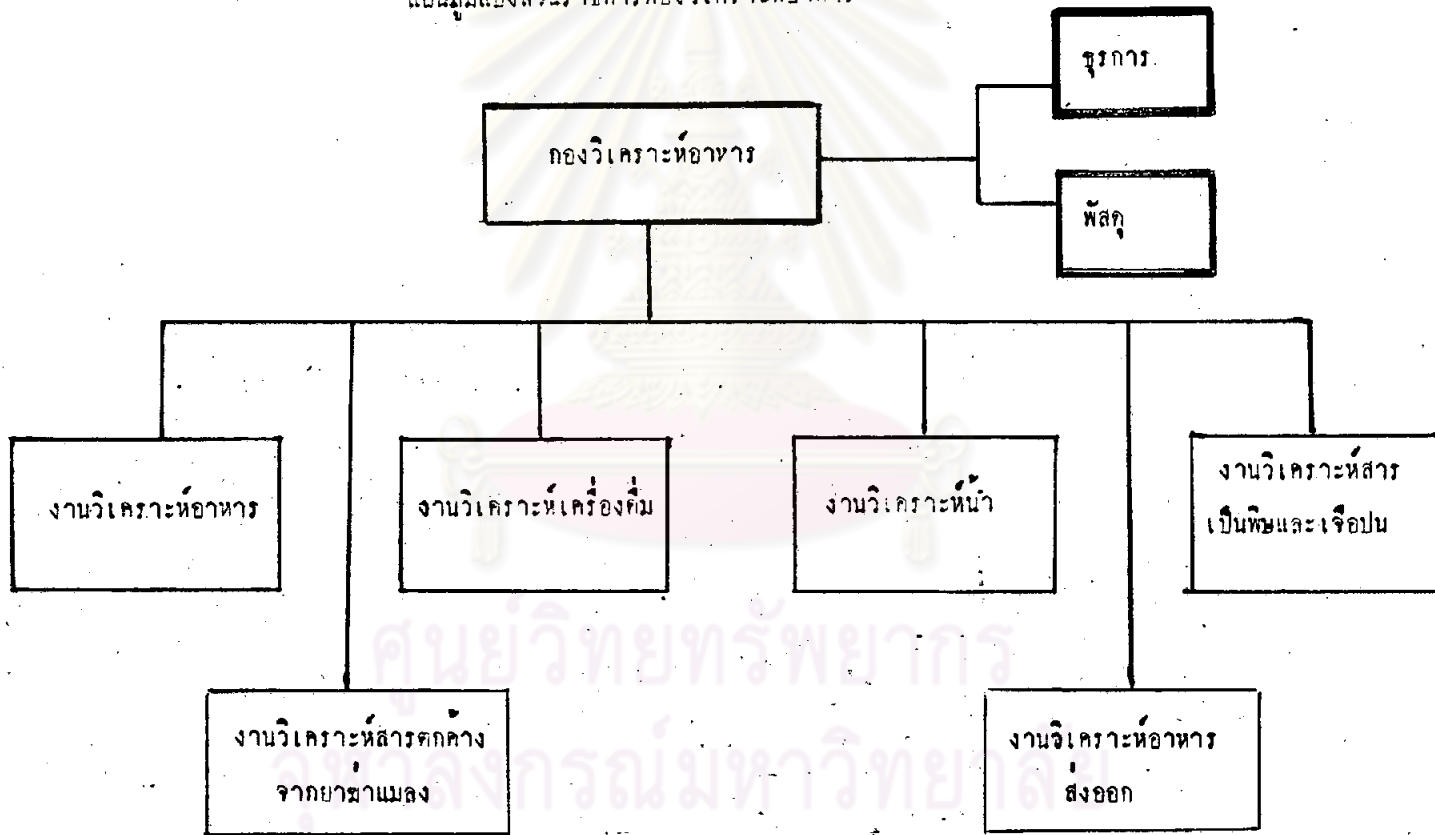 ธุรการ
กองวิเคราะห์อาหาร
พัสดุ
งานวิเคราะห์อาหาร
งานวิเคราะห์เครื่องดื่ม
งานวิเคราะห์น้ำ
งานวิเคราะห์สาร
เป็นพิษและเจือปน
งานวิเคราะห์สารตกค้าง
จากยาฆ่าแมลง
งานวิเคราะห์อาหาร
ส่งออก
ศูนย์วิทยทรัพยากร
จุฬาลงกรณ์มหาวิทยาลัย